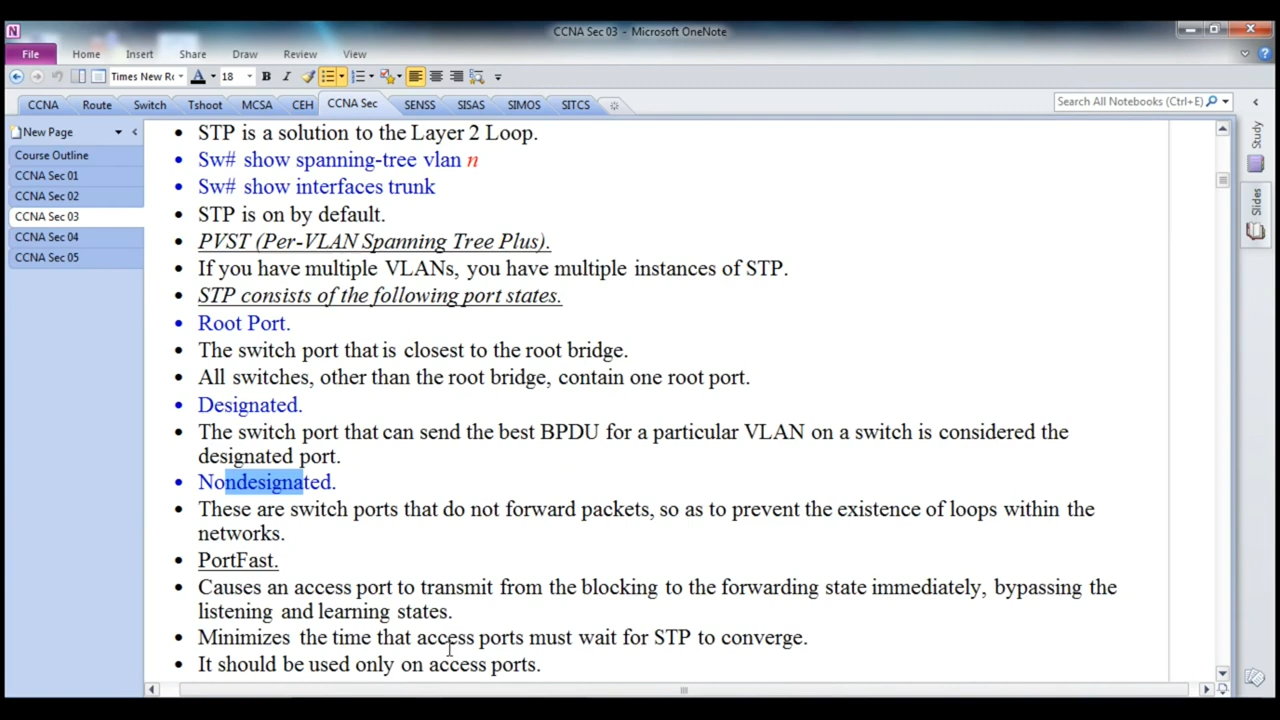 CCNA Sec 03 - Microsoft OneNote
File Home Insert Share Draw Review View
Times New Ro 18 B I
CCNA Route Switch Tshoot MCSA CEH CCNA Sec SENSS SISAS SIMOS SITCS
Search All Notebooks (Ctrl+E)
New Page
Course Outline
CCNA Sec 01
CCNA Sec 02
CCNA Sec 03
CCNA Sec 04
CCNA Sec 05
• STP is a solution to the Layer 2 Loop.
• Sw# show spanning-tree vlan n
• Sw# show interfaces trunk
• STP is on by default.
• PVST (Per-VLAN Spanning Tree Plus).
• If you have multiple VLANs, you have multiple instances of STP.
• STP consists of the following port states.
• Root Port.
• The switch port that is closest to the root bridge.
• All switches, other than the root bridge, contain one root port.
• Designated.
• The switch port that can send the best BPDU for a particular VLAN on a switch is considered the
designated port.
• Nondesignated.
• These are switch ports that do not forward packets, so as to prevent the existence of loops within the
networks.
• PortFast.
• Causes an access port to transmit from the blocking to the forwarding state immediately, bypassing the
listening and learning states.
• Minimizes the time that access ports must wait for STP to converge.
• It should be used only on access ports.
Study
Slides